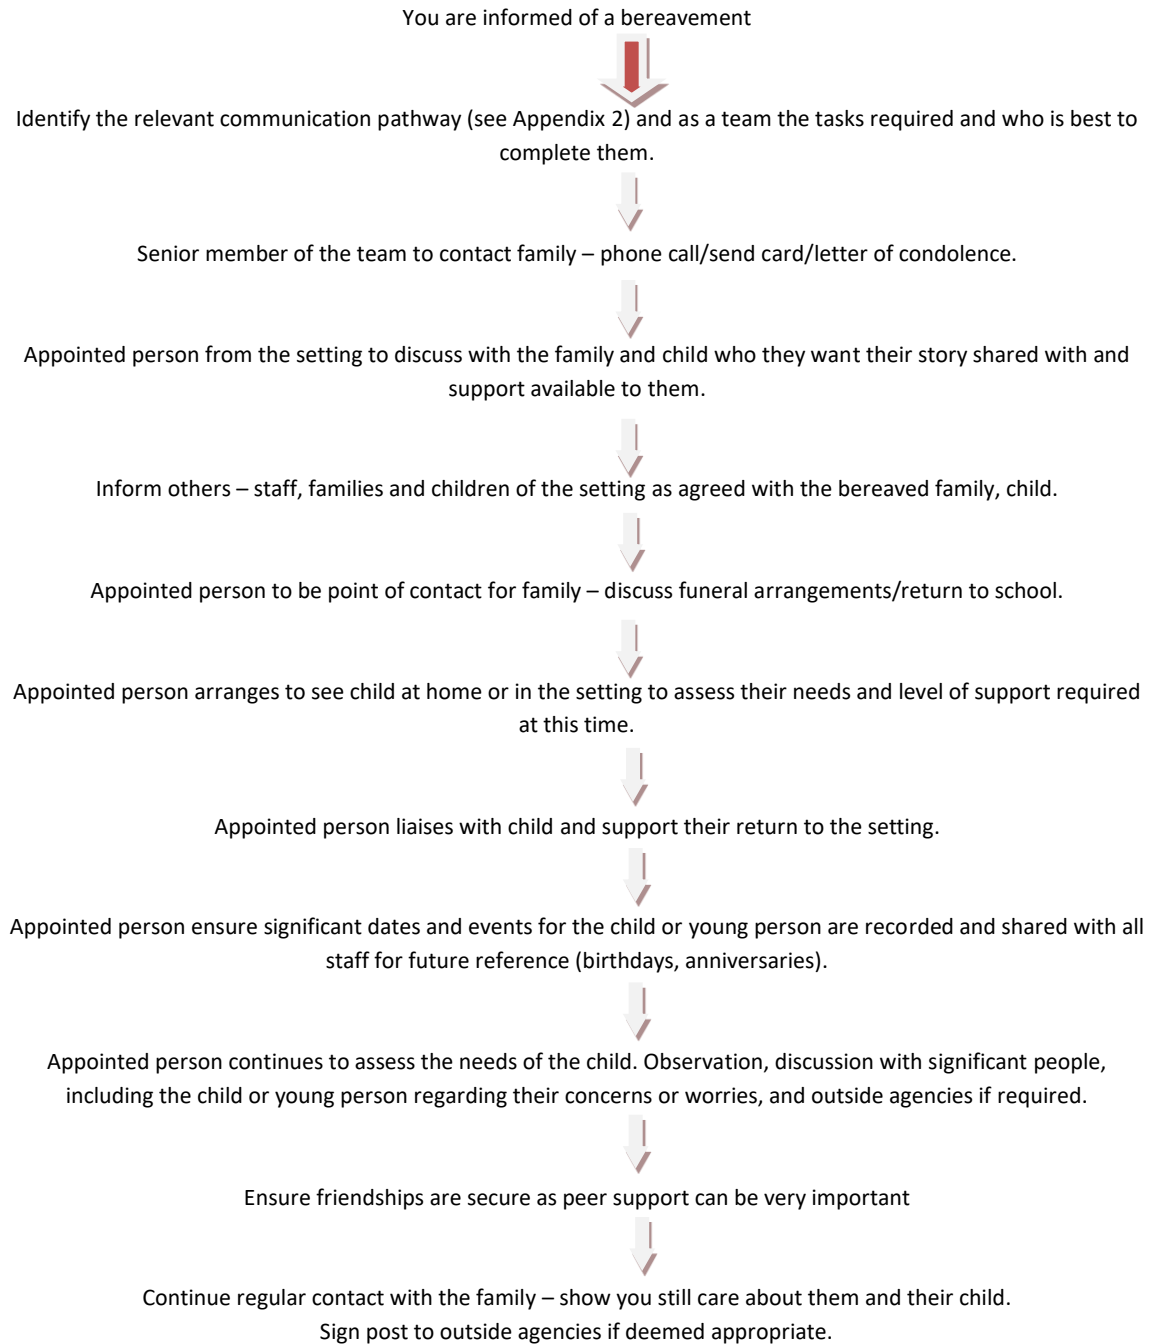 You are informed of a bereavement
Identify the relevant communication pathway (see Appendix 2) and as a team the tasks required and who is best to
complete them.
Senior member of the team to contact family – phone call/send card/letter of condolence.
Appointed person from the setting to discuss with the family and child who they want their story shared with and
support available to them.
Inform others – staff, families and children of the setting as agreed with the bereaved family, child.
Appointed person to be point of contact for family – discuss funeral arrangements/return to school.
Appointed person arranges to see child at home or in the setting to assess their needs and level of support required
at this time.
Appointed person liaises with child and support their return to the setting.
Appointed person ensure significant dates and events for the child or young person are recorded and shared with all
staff for future reference (birthdays, anniversaries).
Appointed person continues to assess the needs of the child. Observation, discussion with significant people,
including the child or young person regarding their concerns or worries, and outside agencies if required.
Ensure friendships are secure as peer support can be very important
Continue regular contact with the family – show you still care about them and their child.
Sign post to outside agencies if deemed appropriate.